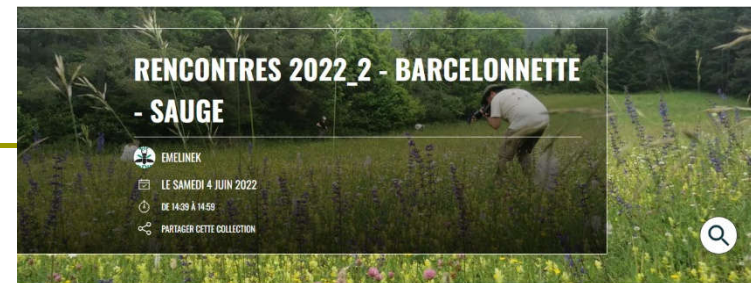 RENCONTRES 2022_2 - BARCELONNETTE
- SAUGE
EMELINEK
LE SAMEDI 4 JUIN 2022
DE 14:39 À 14:59
PARTAGER CETTE COLLECTION